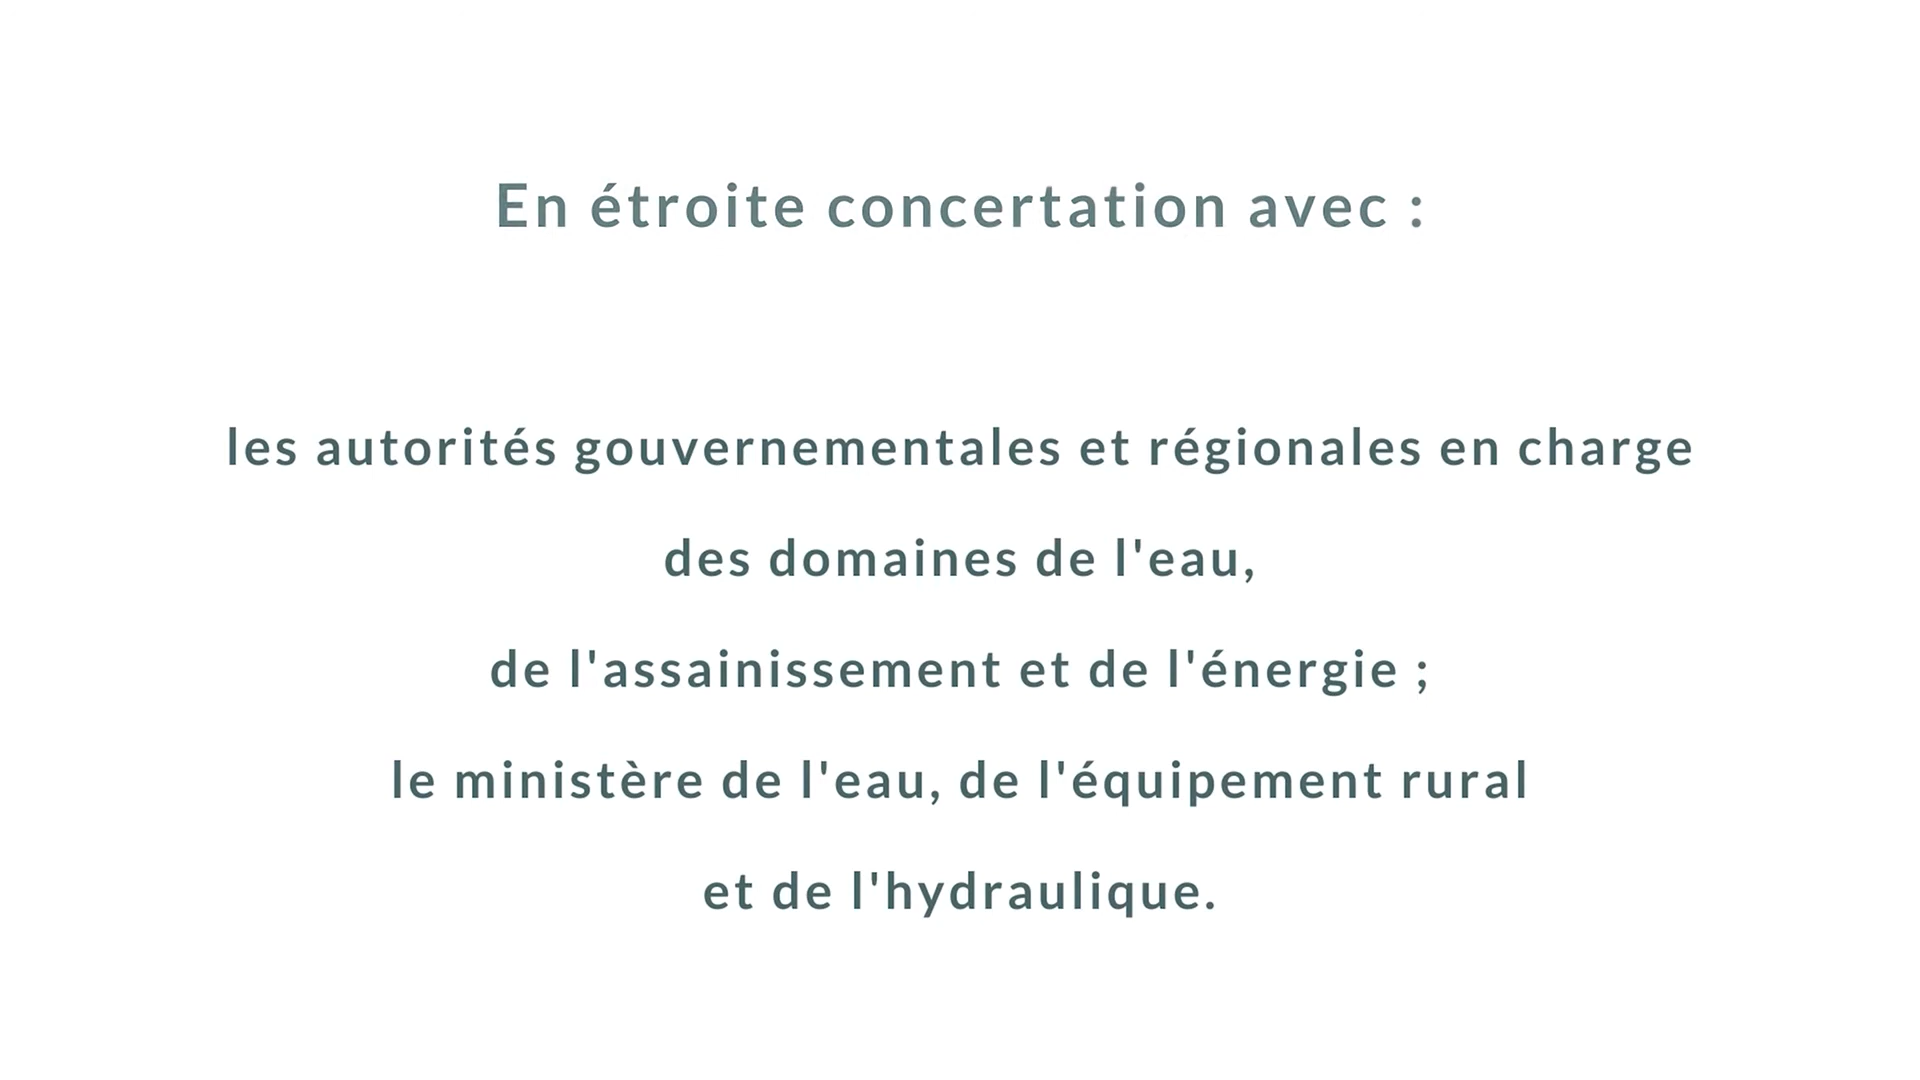 En étroite concertation avec :
les autorités gouvernementales et régionales en charge
des domaines de l'eau,
de l'assainissement et de l'énergie ;
le ministère de l'eau, de l'équipement rural
et de l'hydraulique.